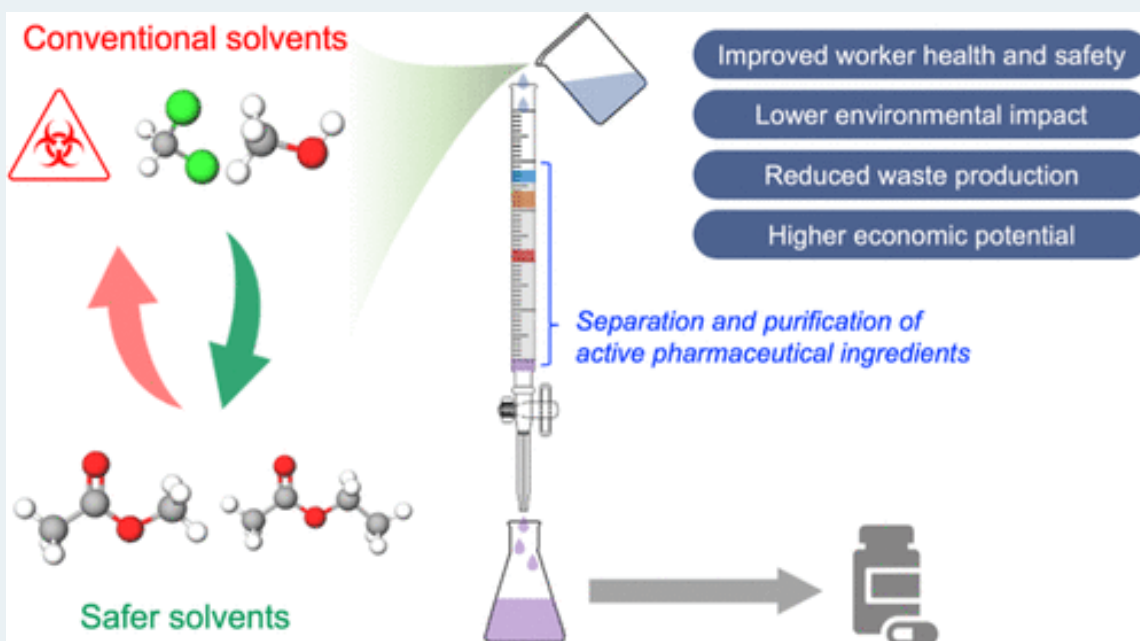 Conventional solvents
Improved worker health and safety
Lower environmental impact
Reduced waste production
Higher economic potential
Separation and purification of
active pharmaceutical ingredients
Safer solvents